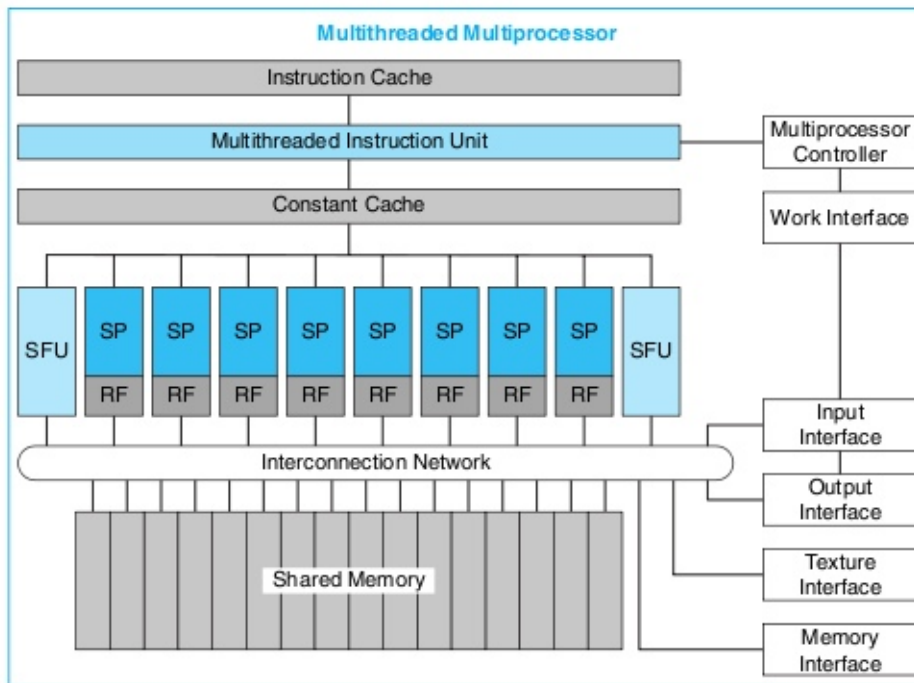 Multithreaded Multiprocessor
Instruction Cache
Multithreaded Instruction Unit
Multiprocessor
Controller
Constant Cache
Work Interface
SFU
SP
SP
SP
SP
SP
SP
SP
SP
SFU
RF
RF
RF
RF
RF
RF
RF
RF
Input
Interface
Interconnection Network
Output
Interface
Shared Memory
Texture
Interface
Memory
Interface